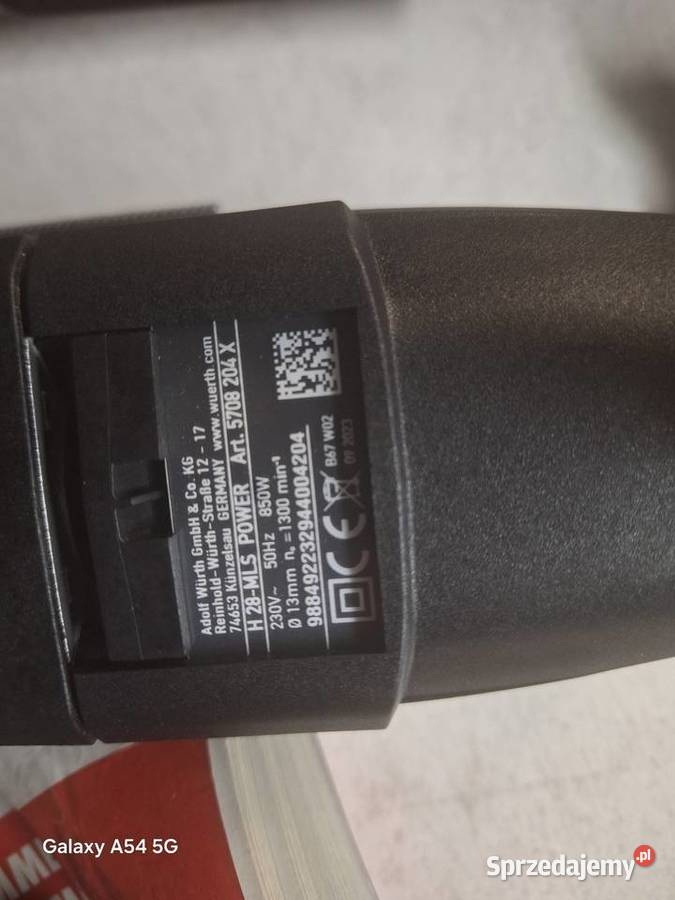 Adolf Würth GmbH & Co. KG
Reinhold-Würth-Straße 12 - 17
74653 Künzelsau GERMANY www.wuerth.com
H 28-MLS POWER Art. 5708 204 X
230V~ 50Hz 850W
Ø 13mm n₀ =1300 min⁻¹
988492232944004204
CE B67 W02
09 2023
Galaxy A54 5G
Sprzedajemy.pl